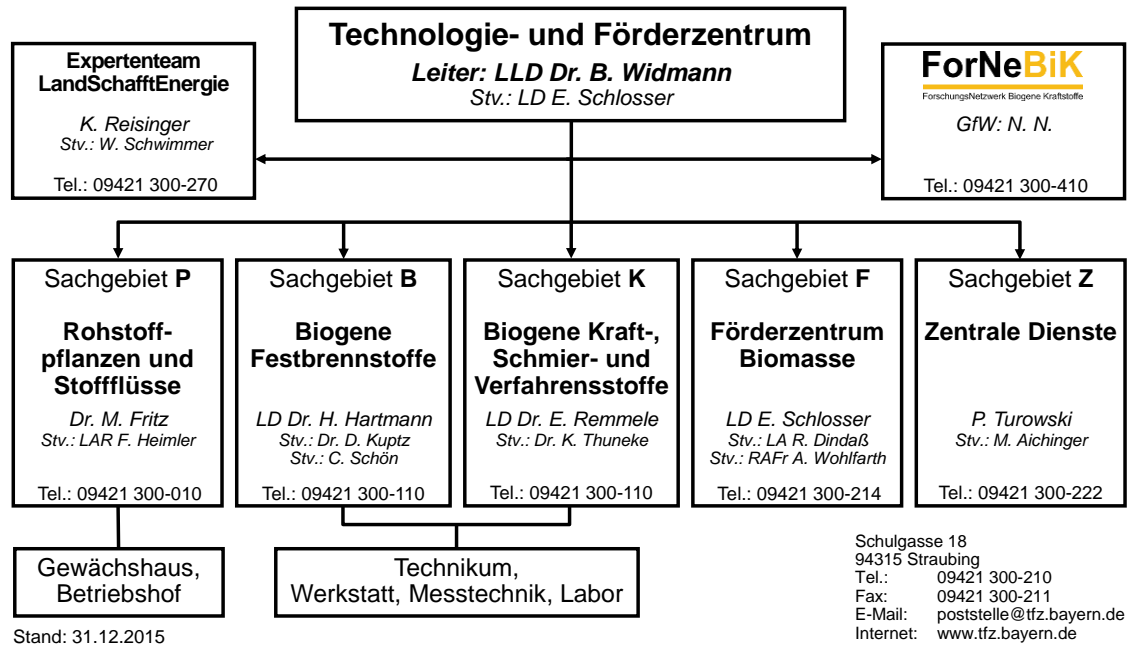 Technologie- und Förderzentrum
Leiter: LLD Dr. B. Widmann
Stv.: LD E. Schlosser
Expertenteam
LandSchafftEnergie
K. Reisinger
Stv.: W. Schwimmer
Tel.: 09421 300-270
ForNeBiK
ForschungsNetzwerk Biogene Kraftstoffe
GfW: N. N.
Tel.: 09421 300-410
Sachgebiet P
Rohstoff-
pflanzen und
Stoffflüsse
Dr. M. Fritz
Stv.: LAR F. Heimler
Tel.: 09421 300-010
Sachgebiet B
Biogene
Festbrennstoffe
LD Dr. H. Hartmann
Stv.: Dr. D. Kuptz
Stv.: C. Schön
Tel.: 09421 300-110
Sachgebiet K
Biogene Kraft-,
Schmier- und
Verfahrensstoffe
LD Dr. E. Remmele
Stv.: Dr. K. Thuneke
Tel.: 09421 300-110
Sachgebiet F
Förderzentrum
Biomasse
LD E. Schlosser
Stv.: LA R. Dindaß
Stv.: RAFr A. Wohlfarth
Tel.: 09421 300-214
Sachgebiet Z
Zentrale Dienste
P. Turowski
Stv.: M. Aichinger
Tel.: 09421 300-222
Gewächshaus,
Betriebshof
Technikum,
Werkstatt, Messtechnik, Labor
Schulgasse 18
94315 Straubing
Tel.: 09421 300-210
Fax: 09421 300-211
E-Mail: poststelle@tfz.bayern.de
Internet: www.tfz.bayern.de
Stand: 31.12.2015